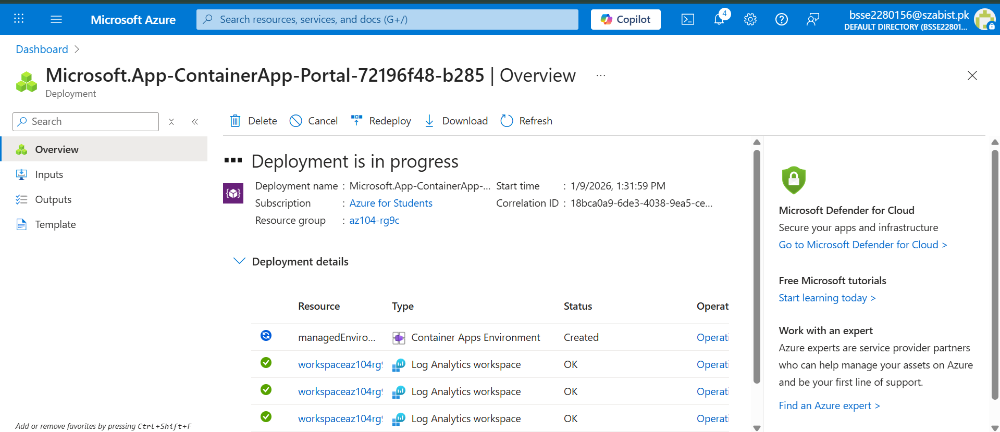 Microsoft Azure
Search resources, services, and docs (G+/)
Copilot
4
bsse2280156@szabist.pk
DEFAULT DIRECTORY (BSSE22801...
Dashboard >
Microsoft.App-ContainerApp-Portal-72196f48-b285 | Overview ...
Deployment
Search
Overview
Inputs
Outputs
Template
Add or remove favorites by pressing Ctrl+Shift+F
Delete Cancel Redeploy Download Refresh
Deployment is in progress
Deployment name : Microsoft.App-ContainerApp-... Start time : 1/9/2026, 1:31:59 PM
Subscription : Azure for Students Correlation ID : 18bca0a9-6de3-4038-9ea5-ce...
Resource group : az104-rg9c
Deployment details
Resource Type Status Operat
managedEnviro... Container Apps Environment Created Operati
workspaceaz104rg9 Log Analytics workspace OK Operati
workspaceaz104rg9 Log Analytics workspace OK Operati
workspaceaz104rg9 Log Analytics workspace OK Operati
Microsoft Defender for Cloud
Secure your apps and infrastructure
Go to Microsoft Defender for Cloud >
Free Microsoft tutorials
Start learning today >
Work with an expert
Azure experts are service provider partners
who can help manage your assets on Azure
and be your first line of support.
Find an Azure expert >